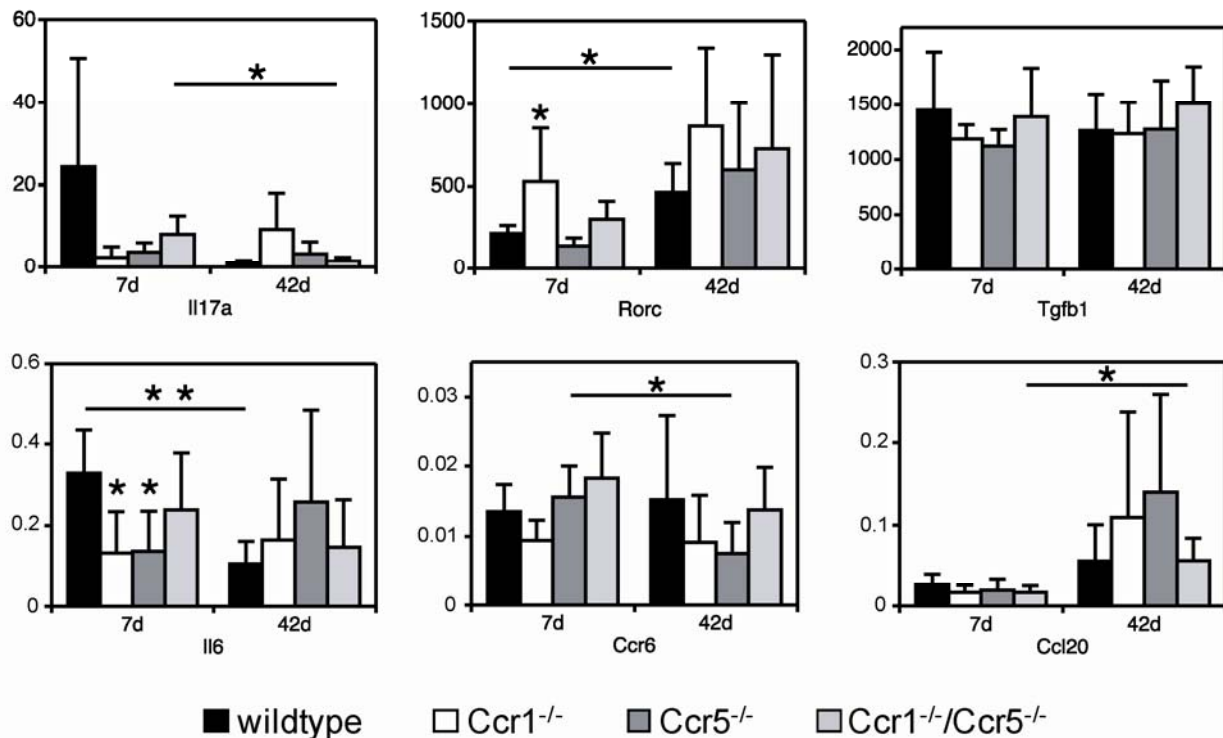 60
40
20
0
*
7d 42d
Il17a
1500
1000
500
0
*
*
7d 42d
Rorc
2000
1500
1000
500
0
7d 42d
Tgfb1
0.6
0.4
0.2
0
* *
* *
7d 42d
Il6
0.03
0.02
0.01
0
*
7d 42d
Ccr6
0.3
0.2
0.1
0
*
7d 42d
Ccl20
wildtype Ccr1-/- Ccr5-/- Ccr1-/-/Ccr5-/-